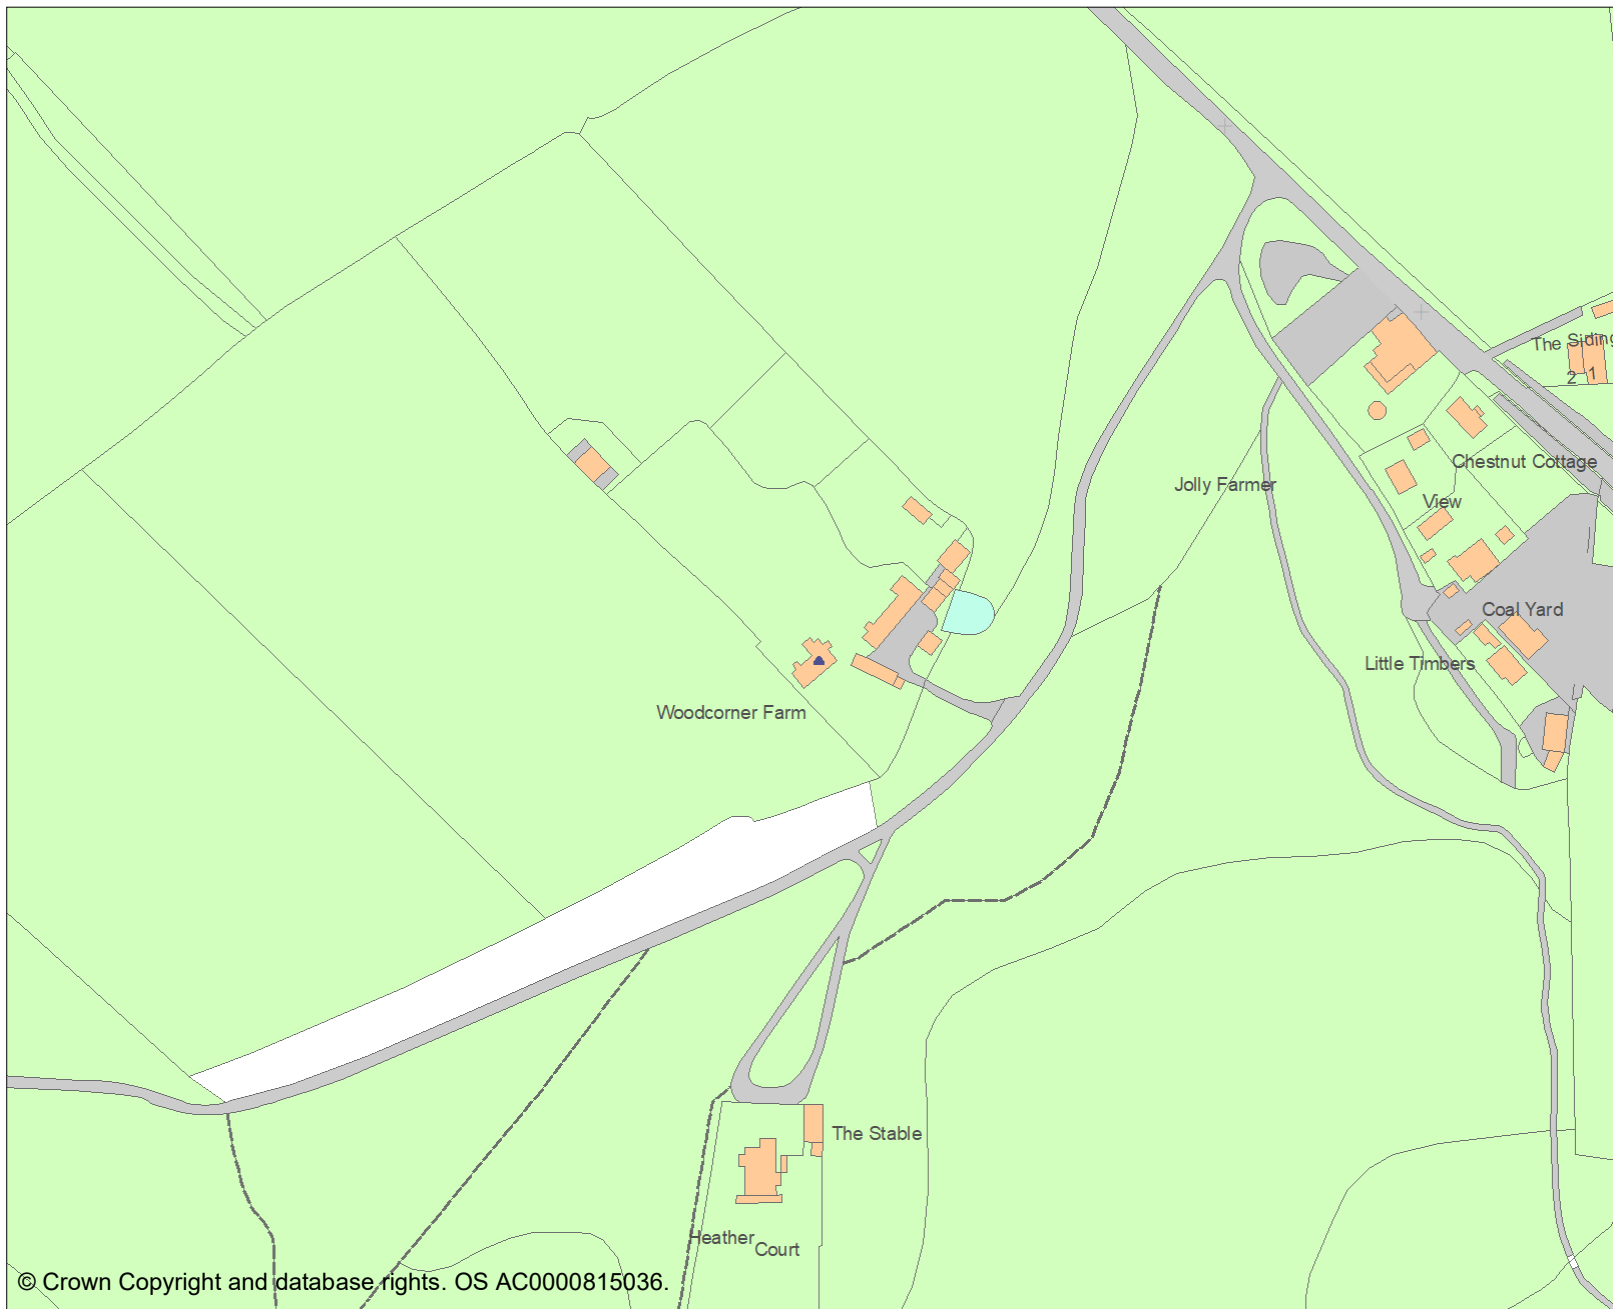 The Siding
2 1
Chestnut Cottage
Jolly Farmer
View
Coal Yard
Little Timbers
Woodcorner Farm
The Stable
Heather
Court
© Crown Copyright and database rights. OS AC0000815036.